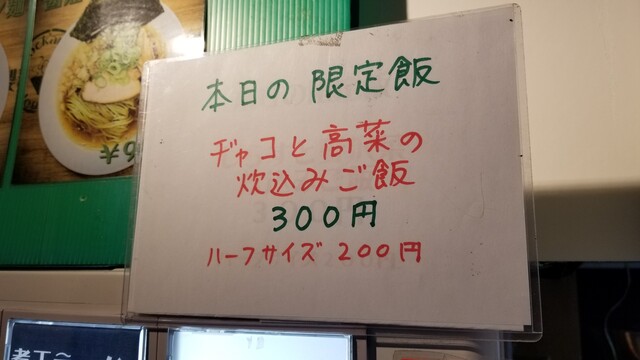 本日の 限定飯
ヂャコと高菜の
炊込みご飯
300円
ハーフサイズ 200円